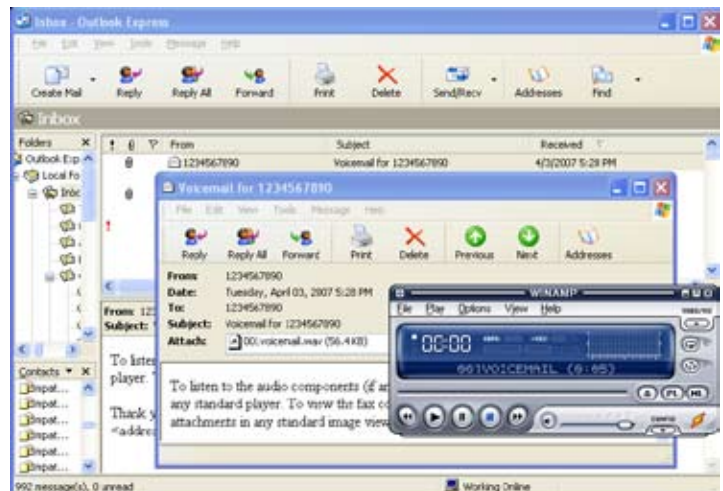 Inbox - Outlook Express
File Edit View Tools Message Help
Create Mail Reply Reply All Forward Print Delete Send/Recv Addresses Find
Inbox
Folders X ! From Subject Received
Outlook Exp 1234567890 Voicemail for 1234567890 4/3/2007 5:28 PM
Local Fo
Voicemail for 1234567890
File Edit View Tools Message Help
Reply Reply All Forward Print Delete Previous Next Addresses
From: 1234567890
Date: Tuesday, April 03, 2007 5:28 PM
To: 1234567890
Subject: Voicemail for 1234567890
Attach: voicemail.wav (56.4 KB)
To listen to the audio components (if
any standard player. To view the fax
attachments in any standard image
WINAMP
File Play Options View Help
00:00
001VOICEMAIL (0:05)
PL ML
From:
Subject:
To listen
player.
Thank
Contacts X
992 message(s), 0 unread Working Online